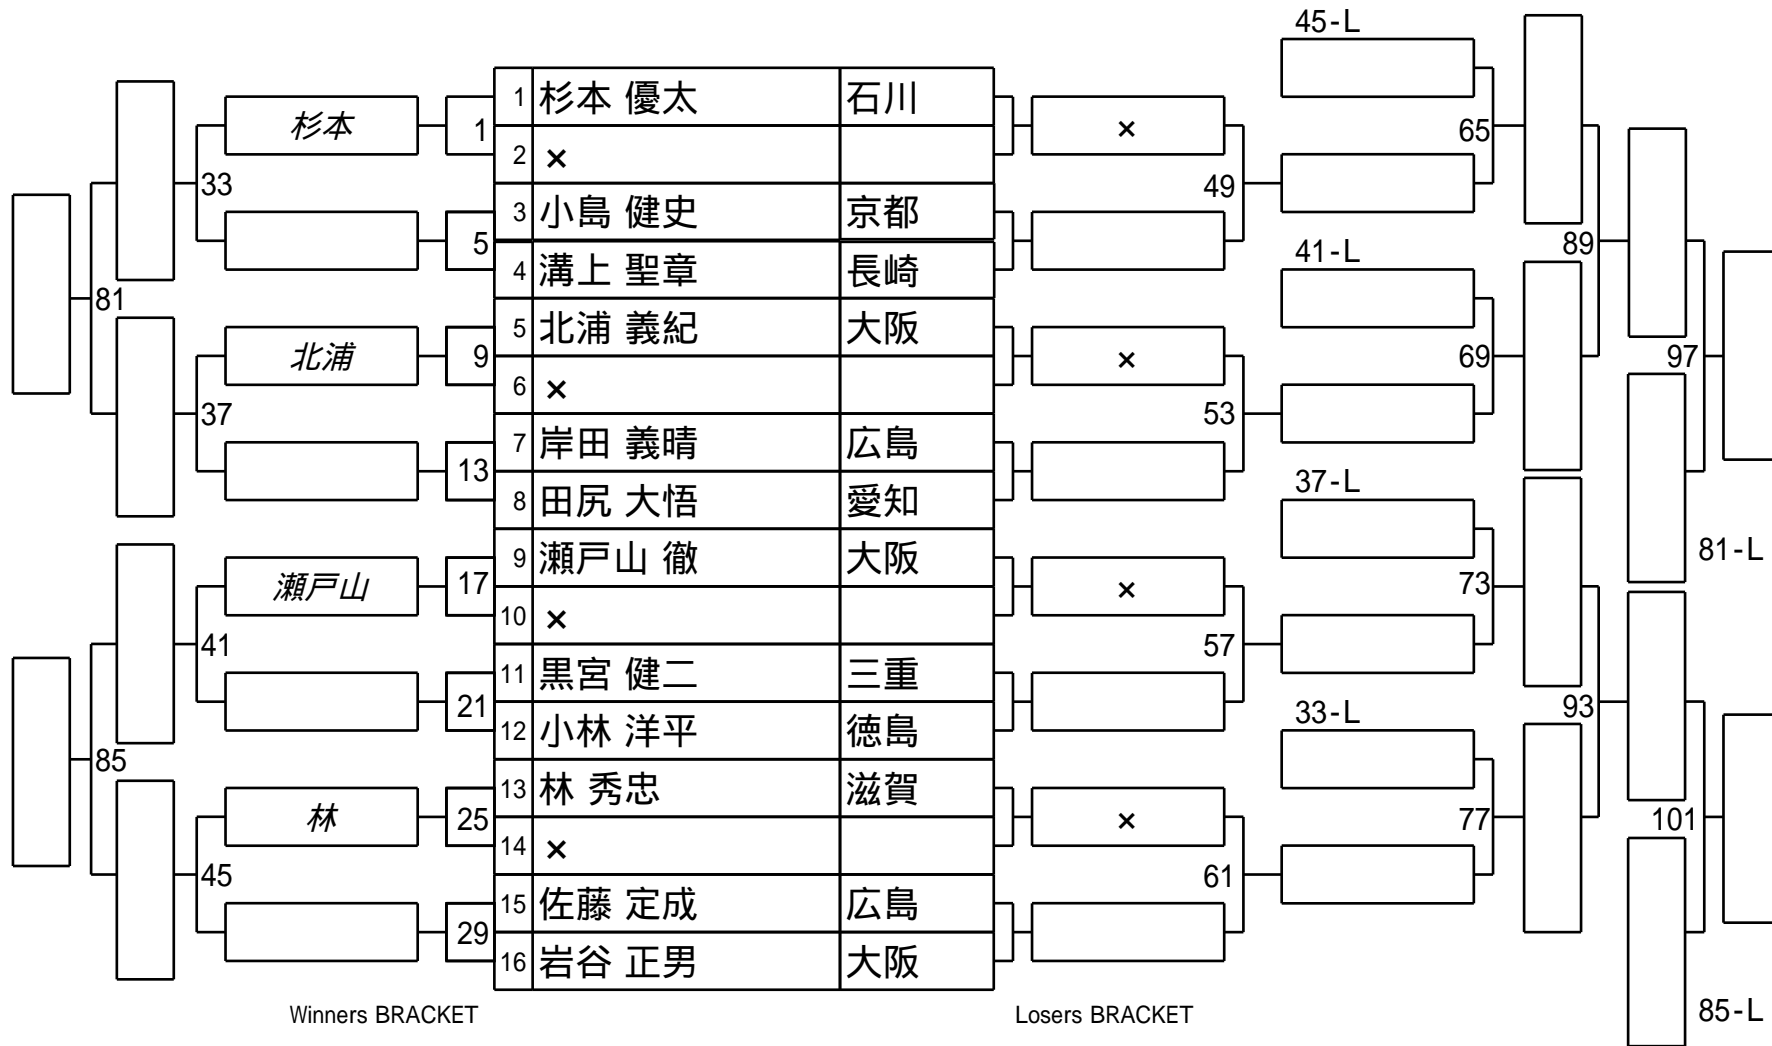 45-L
1 杉本 優太 石川
杉本 1 × 65
2 ×
33 49
3 小島 健史 京都
5 89
4 溝上 聖章 長崎 41-L
81
5 北浦 義紀 大阪
北浦 9 × 69 97
6 ×
37 53
7 岸田 義晴 広島
13 37-L
8 田尻 大悟 愛知
9 瀬戸山 徹 大阪 81-L
瀬戸山 17 × 73
10 ×
41 57
11 黒宮 健二 三重
21 33-L 93
12 小林 洋平 徳島
85
13 林 秀忠 滋賀
林 25 × 77 101
14 ×
45 61
15 佐藤 定成 広島
29
16 岩谷 正男 大阪
Winners BRACKET Losers BRACKET 85-L